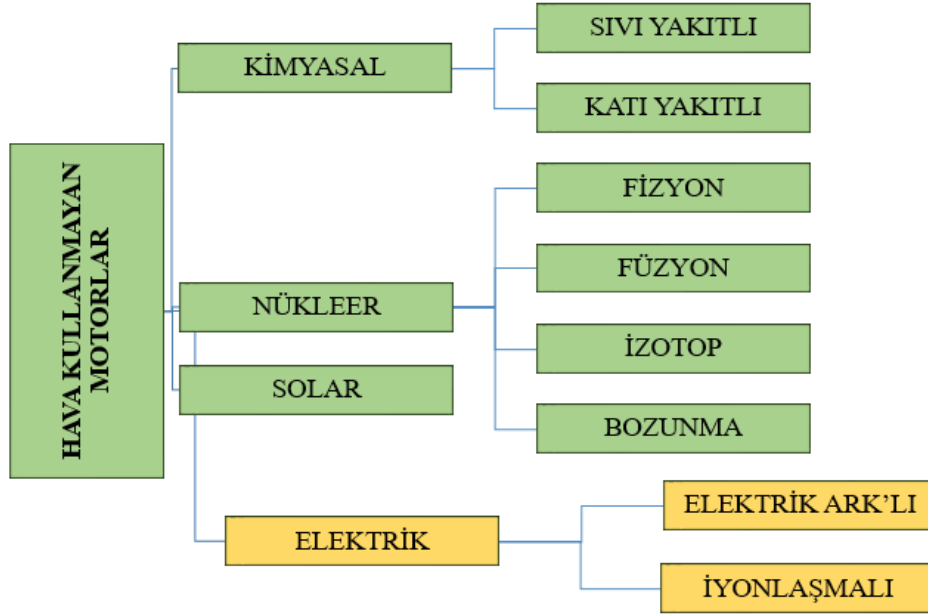 HAVA KULLANMAYAN
MOTORLAR
KİMYASAL
SIVI YAKITLI
KATI YAKITLI
NÜKLEER
FİZYON
FÜZYON
İZOTOP
BOZUNMA
SOLAR
ELEKTRİK
ELEKTRİK ARK’LI
İYONLAŞMALI